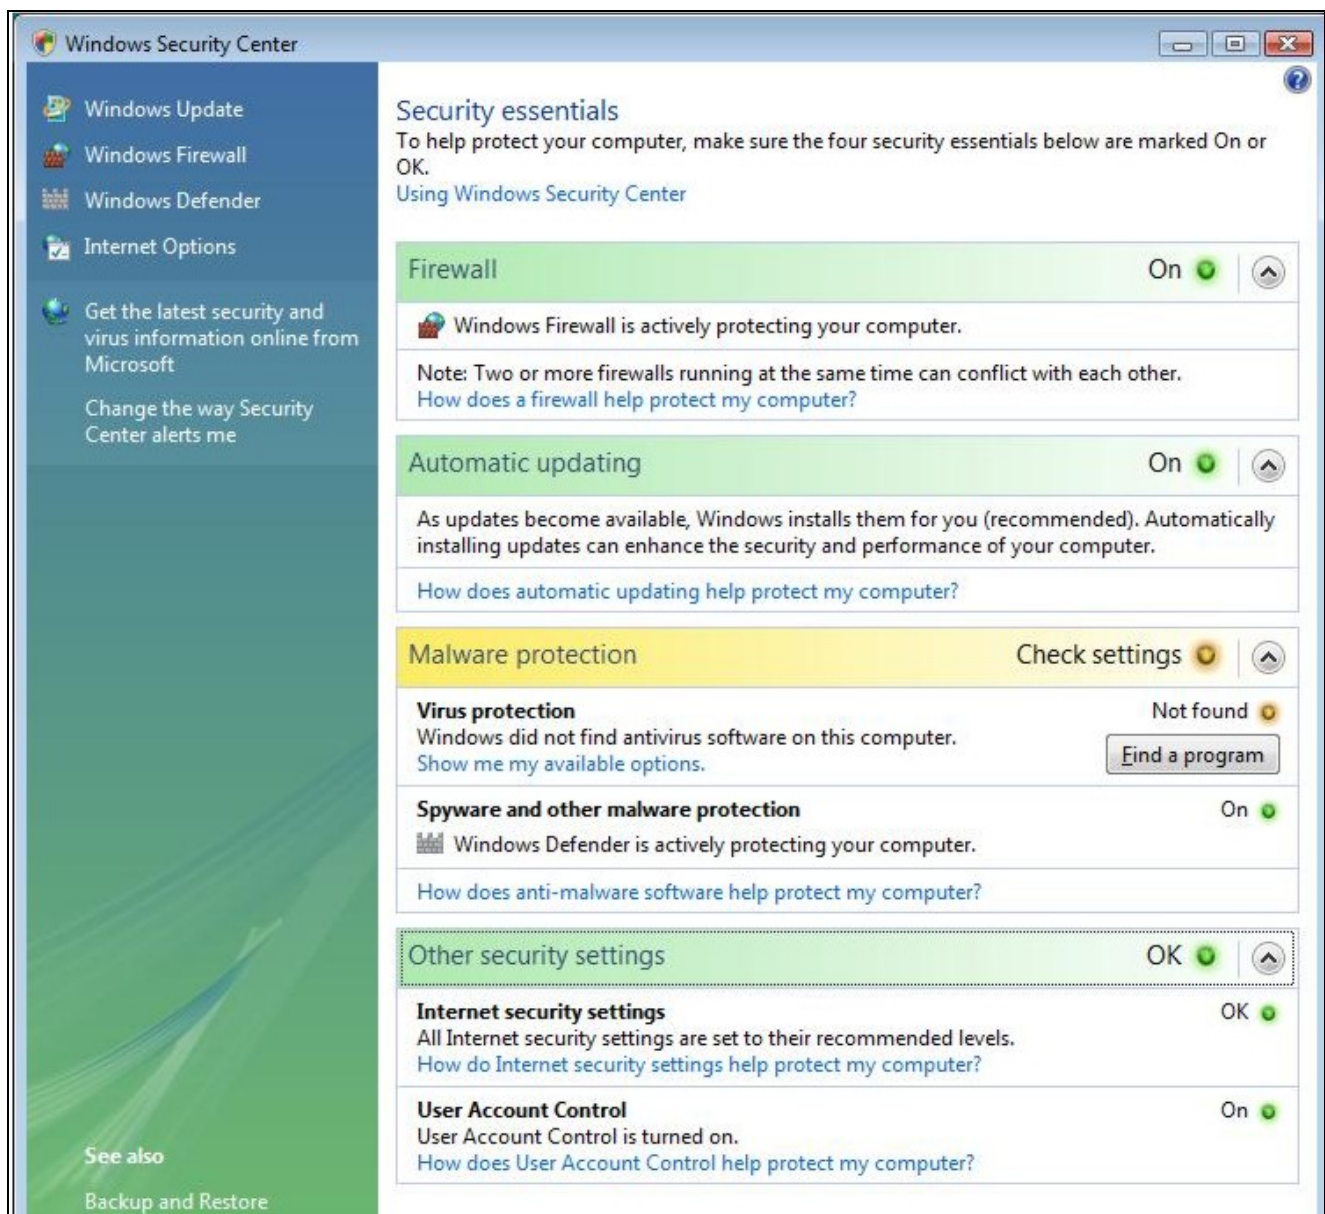 Windows Security Center
Windows Update
Windows Firewall
Windows Defender
Internet Options
Get the latest security and
virus information online from
Microsoft
Change the way Security
Center alerts me
See also
Backup and Restore
Security essentials
To help protect your computer, make sure the four security essentials below are marked On or
OK.
Using Windows Security Center
Firewall On
Windows Firewall is actively protecting your computer.
Note: Two or more firewalls running at the same time can conflict with each other.
How does a firewall help protect my computer?
Automatic updating On
As updates become available, Windows installs them for you (recommended). Automatically
installing updates can enhance the security and performance of your computer.
How does automatic updating help protect my computer?
Malware protection Check settings
Virus protection Not found
Windows did not find antivirus software on this computer.
Show me my available options. Find a program
Spyware and other malware protection On
Windows Defender is actively protecting your computer.
How does anti-malware software help protect my computer?
Other security settings OK
Internet security settings OK
All Internet security settings are set to their recommended levels.
How do Internet security settings help protect my computer?
User Account Control On
User Account Control is turned on.
How does User Account Control help protect my computer?